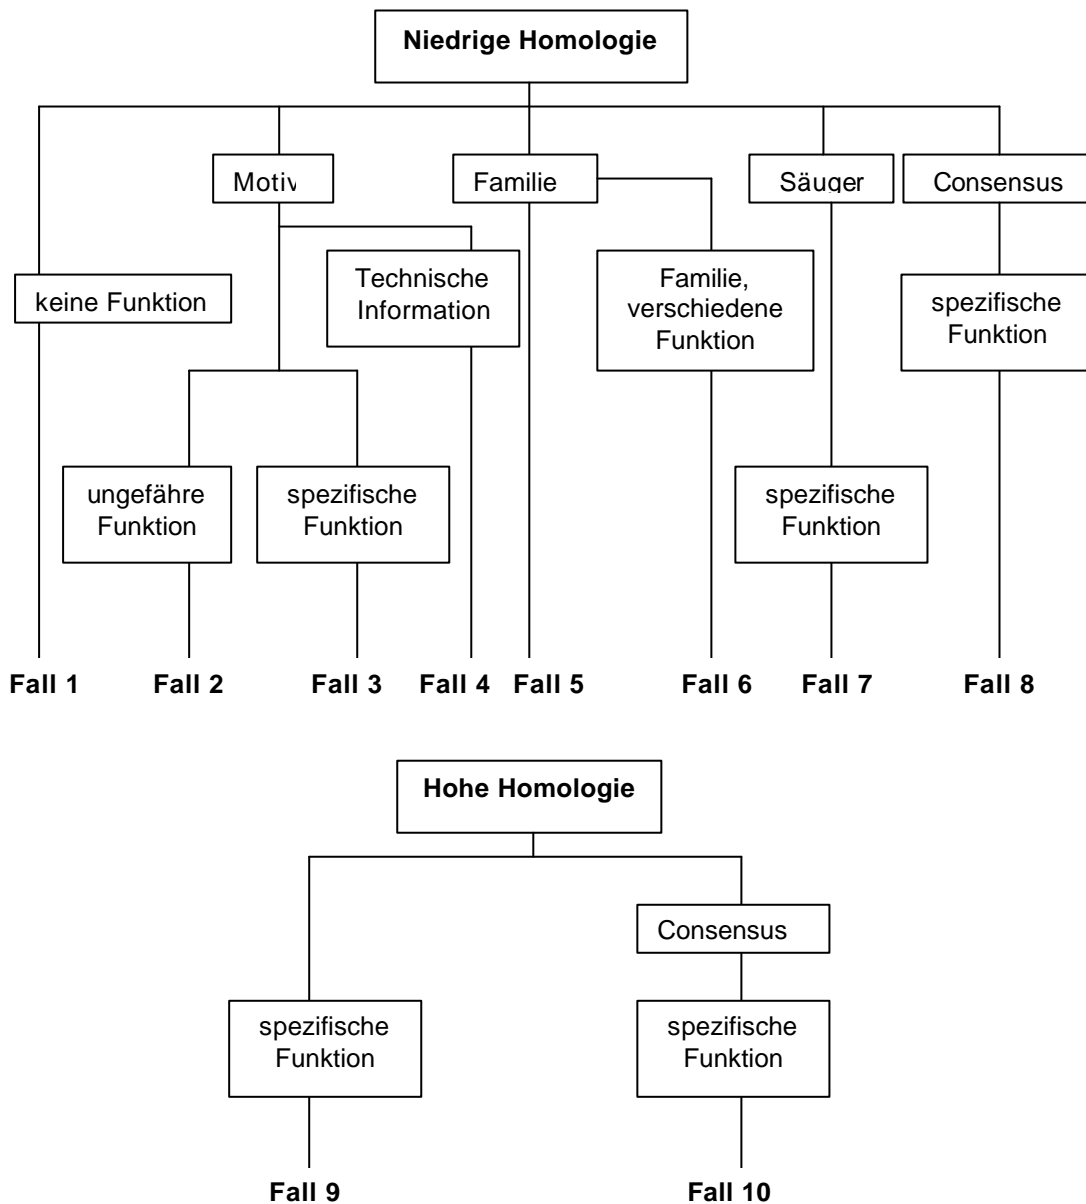 Niedrige Homologie
Motiv
Familie
Säuger
Consensus
keine Funktion
Technische
Information
Familie,
verschiedene
Funktion
spezifische
Funktion
ungefähre
Funktion
spezifische
Funktion
spezifische
Funktion
Fall 1
Fall 2
Fall 3
Fall 4
Fall 5
Fall 6
Fall 7
Fall 8
Hohe Homologie
Consensus
spezifische
Funktion
spezifische
Funktion
Fall 9
Fall 10